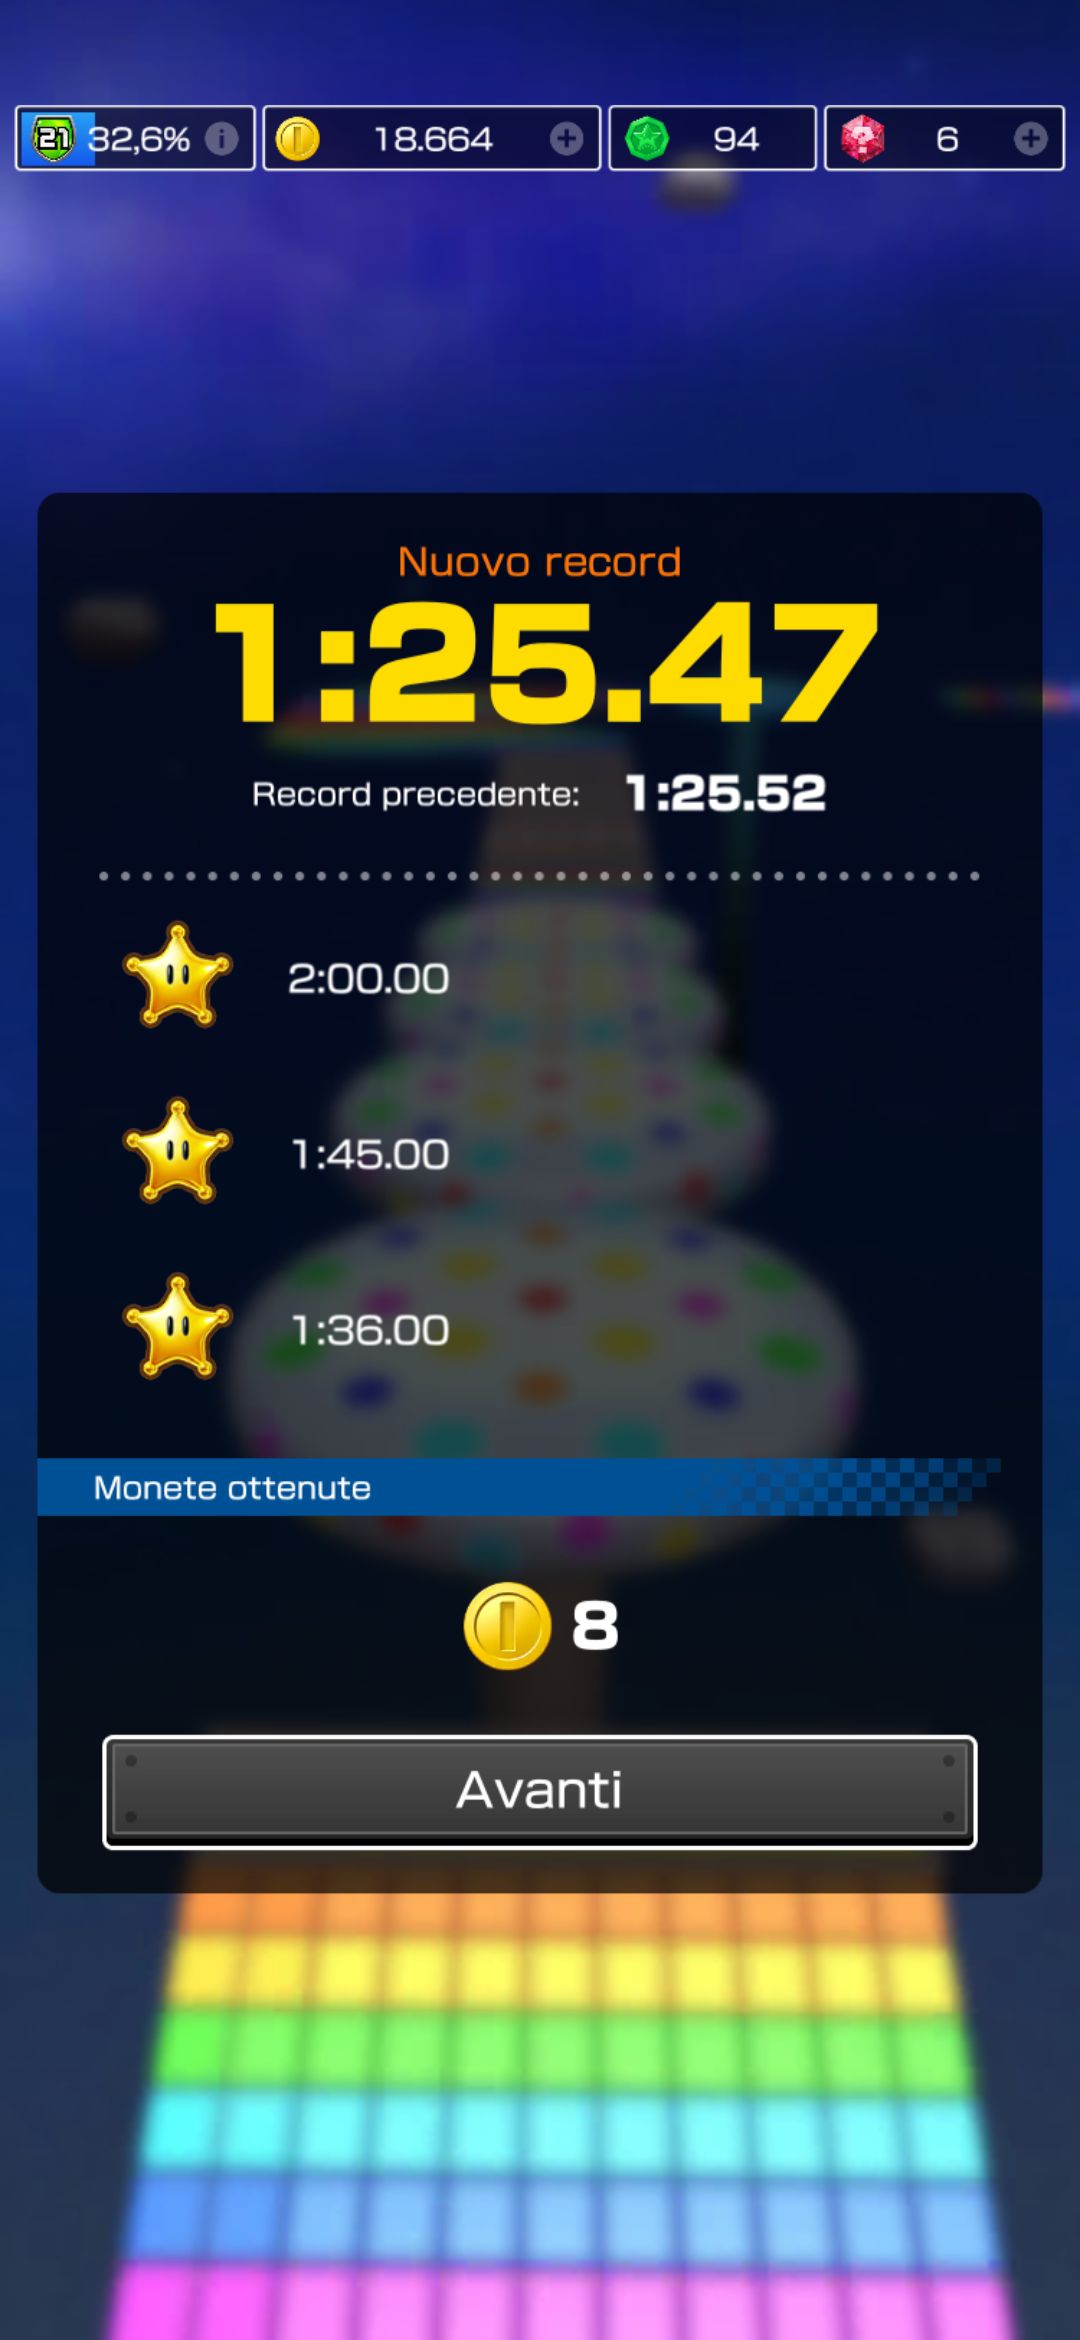 21 32,6% i 18.664 + 94 ? 6 +
Nuovo record
1:25.47
Record precedente: 1:25.52
2:00.00
1:45.00
1:36.00
Monete ottenute
8
Avanti